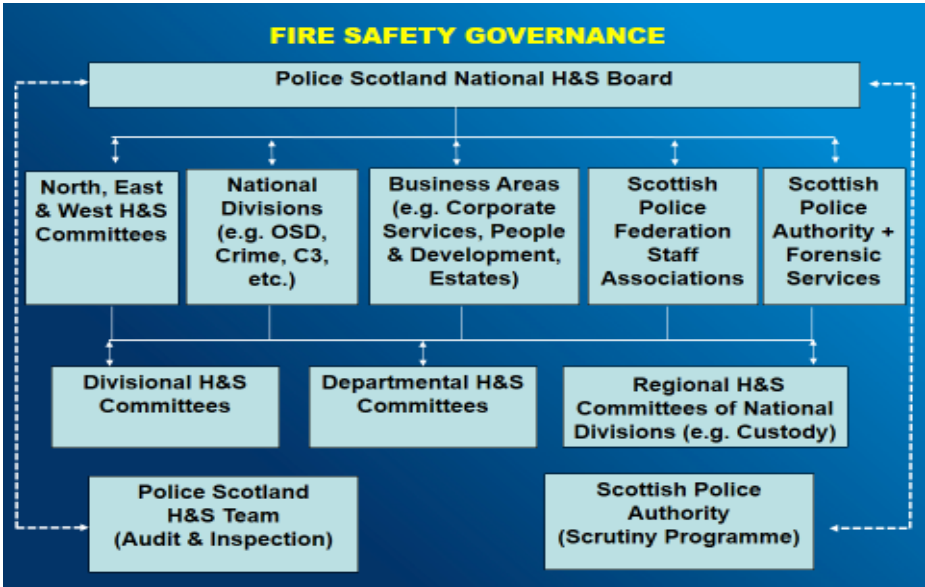 FIRE SAFETY GOVERNANCE
Police Scotland National H&S Board
North, East
& West H&S
Committees
National
Divisions
(e.g. OSD,
Crime, C3,
etc.)
Business Areas
(e.g. Corporate
Services, People
& Development,
Estates)
Scottish
Police
Federation
Staff
Associations
Scottish
Police
Authority +
Forensic
Services
Divisional H&S
Committees
Departmental H&S
Committees
Regional H&S
Committees of National
Divisions (e.g. Custody)
Police Scotland
H&S Team
(Audit & Inspection)
Scottish Police
Authority
(Scrutiny Programme)